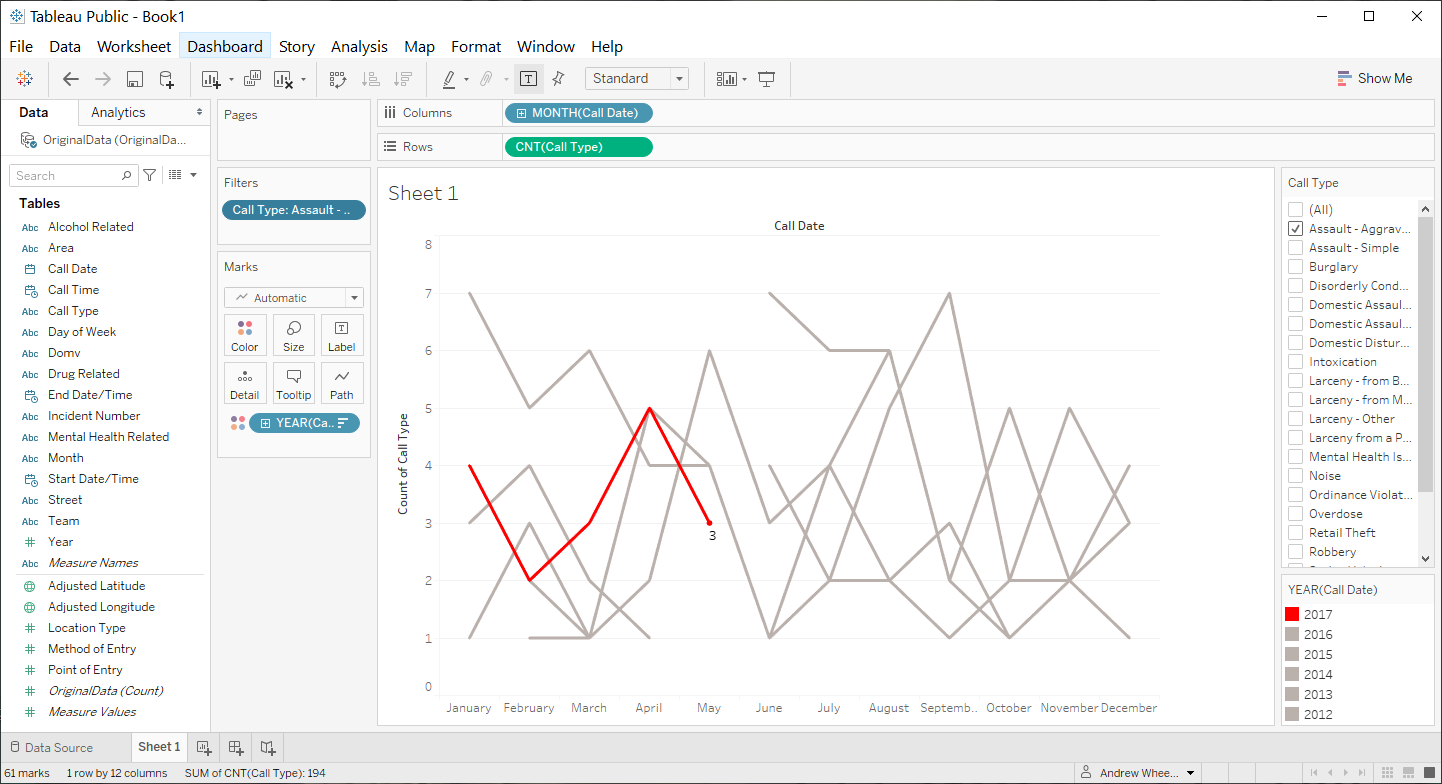 Tableau Public - Book1
File Data Worksheet Dashboard Story Analysis Map Format Window Help
Standard
Show Me
Data Analytics
OriginalData (OriginalDa...
Search
Tables
Abc Alcohol Related
Abc Area
Call Date
Call Time
Abc Call Type
Abc Day of Week
Abc Domv
Abc Drug Related
End Date/Time
Abc Incident Number
Abc Mental Health Related
Abc Month
Start Date/Time
Abc Street
Abc Team
# Year
Abc Measure Names
Adjusted Latitude
Adjusted Longitude
# Location Type
# Method of Entry
# Point of Entry
# OriginalData (Count)
# Measure Values
Pages
Filters
Call Type: Assault - ..
Marks
Automatic
Color Size Label
Detail Tooltip Path
YEAR(Ca..
Columns MONTH(Call Date)
Rows CNT(Call Type)
Sheet 1
Call Date
Count of Call Type
8
7
6
5
4
3
2
1
0
3
January February March April May June July August Septemb.. October November December
Call Type
(All)
Assault - Aggrav...
Assault - Simple
Burglary
Disorderly Cond...
Domestic Assaul...
Domestic Assaul...
Domestic Distur...
Intoxication
Larceny - from B...
Larceny - from M...
Larceny - Other
Larceny from a P...
Mental Health Is...
Noise
Ordinance Violat...
Overdose
Retail Theft
Robbery
YEAR(Call Date)
2017
2016
2015
2014
2013
2012
Data Source Sheet 1
61 marks 1 row by 12 columns SUM of CNT(Call Type): 194
Andrew Whee...